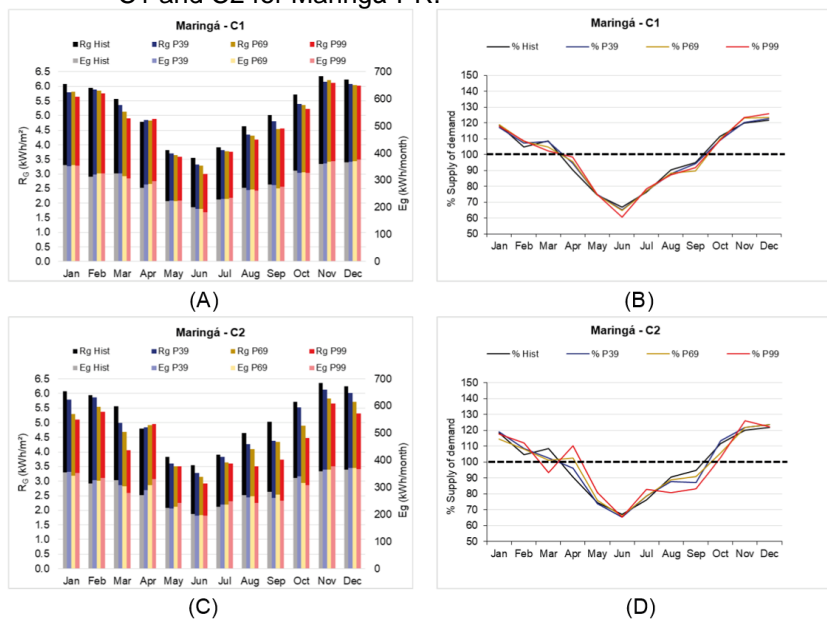 C1 and C2 for Maringá-PR.
Maringá - C1
Rg Hist Rg P39 Rg P69 Rg P99
Eg Hist Eg P39 Eg P69 Eg P99
R_G (kWh/m²)
6.5 6.0 5.5 5.0 4.5 4.0 3.5 3.0 2.5 2.0 1.5 1.0 0.5 0.0
Eg (kWh/month)
700 600 500 400 300 200 100 0
Jan Feb Mar Apr May Jun Jul Aug Sep Oct Nov Dec
(A)
Maringá - C1
% Hist % P39 % P69 % P99
% Supply of demand
150 140 130 120 110 100 90 80 70 60 50
Jan Feb Mar Apr May Jun Jul Aug Sep Oct Nov Dec
(B)
Maringá - C2
Rg Hist Rg P39 Rg P69 Rg P99
Eg Hist Eg P39 Eg P69 Eg P99
R_G (kWh/m²)
6.5 6.0 5.5 5.0 4.5 4.0 3.5 3.0 2.5 2.0 1.5 1.0 0.5 0.0
Eg (kWh/month)
700 600 500 400 300 200 100 0
Jan Feb Mar Apr May Jun Jul Aug Sep Oct Nov Dec
(C)
Maringá - C2
% Hist % P39 % P69 % P99
% Supply of demand
150 140 130 120 110 100 90 80 70 60 50
Jan Feb Mar Apr May Jun Jul Aug Sep Oct Nov Dec
(D)